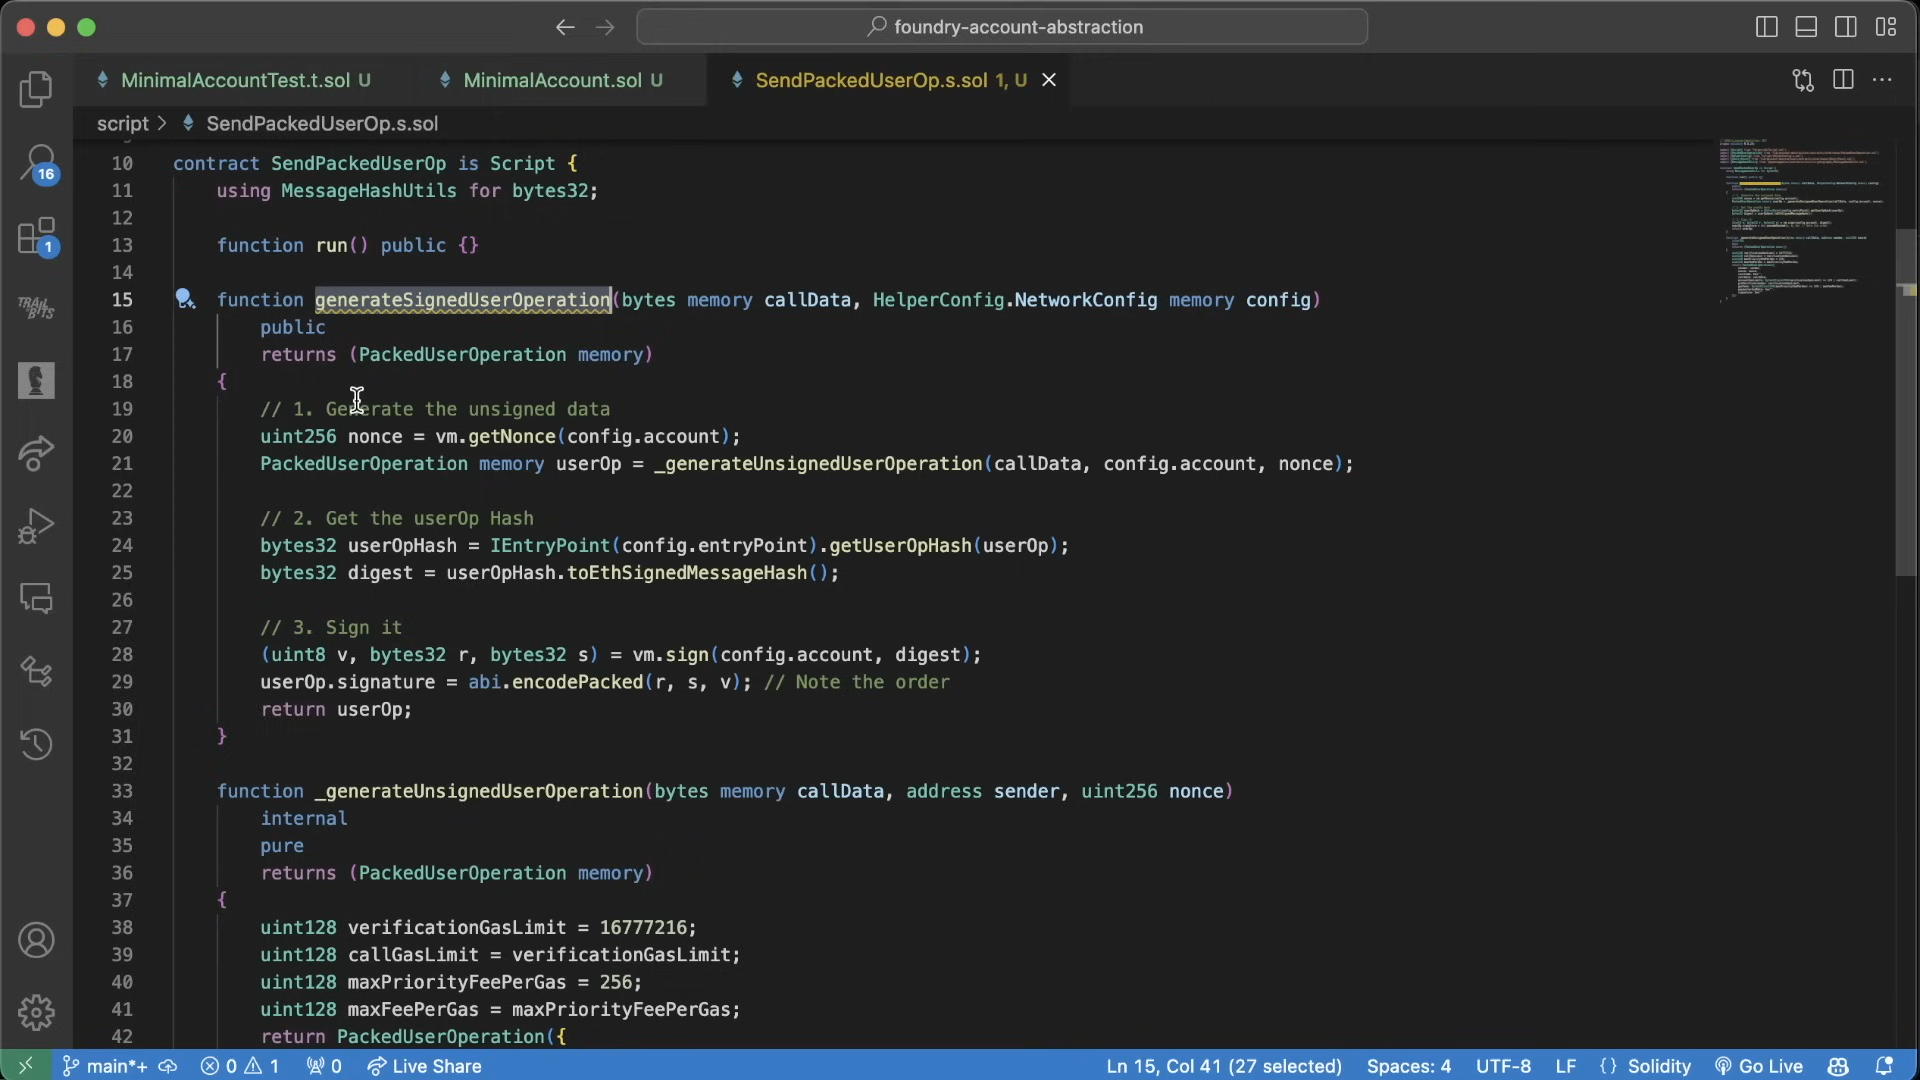 foundry-account-abstraction
MinimalAccountTest.t.sol U
MinimalAccount.sol U
SendPackedUserOp.s.sol 1, U
script > SendPackedUserOp.s.sol
16
1
TRAIL OF BITS
10 contract SendPackedUserOp is Script {
11 using MessageHashUtils for bytes32;
12
13 function run() public {}
14
15 function generateSignedUserOperation(bytes memory callData, HelperConfig.NetworkConfig memory config)
16 public
17 returns (PackedUserOperation memory)
18 {
19 // 1. Generate the unsigned data
20 uint256 nonce = vm.getNonce(config.account);
21 PackedUserOperation memory userOp = _generateUnsignedUserOperation(callData, config.account, nonce);
22
23 // 2. Get the userOp Hash
24 bytes32 userOpHash = IEntryPoint(config.entryPoint).getUserOpHash(userOp);
25 bytes32 digest = userOpHash.toEthSignedMessageHash();
26
27 // 3. Sign it
28 (uint8 v, bytes32 r, bytes32 s) = vm.sign(config.account, digest);
29 userOp.signature = abi.encodePacked(r, s, v); // Note the order
30 return userOp;
31 }
32
33 function _generateUnsignedUserOperation(bytes memory callData, address sender, uint256 nonce)
34 internal
35 pure
36 returns (PackedUserOperation memory)
37 {
38 uint128 verificationGasLimit = 16777216;
39 uint128 callGasLimit = verificationGasLimit;
40 uint128 maxPriorityFeePerGas = 256;
41 uint128 maxFeePerGas = maxPriorityFeePerGas;
42 return PackedUserOperation({
main*+ 0 1 0 Live Share Ln 15, Col 41 (27 selected) Spaces: 4 UTF-8 LF {} Solidity Go Live